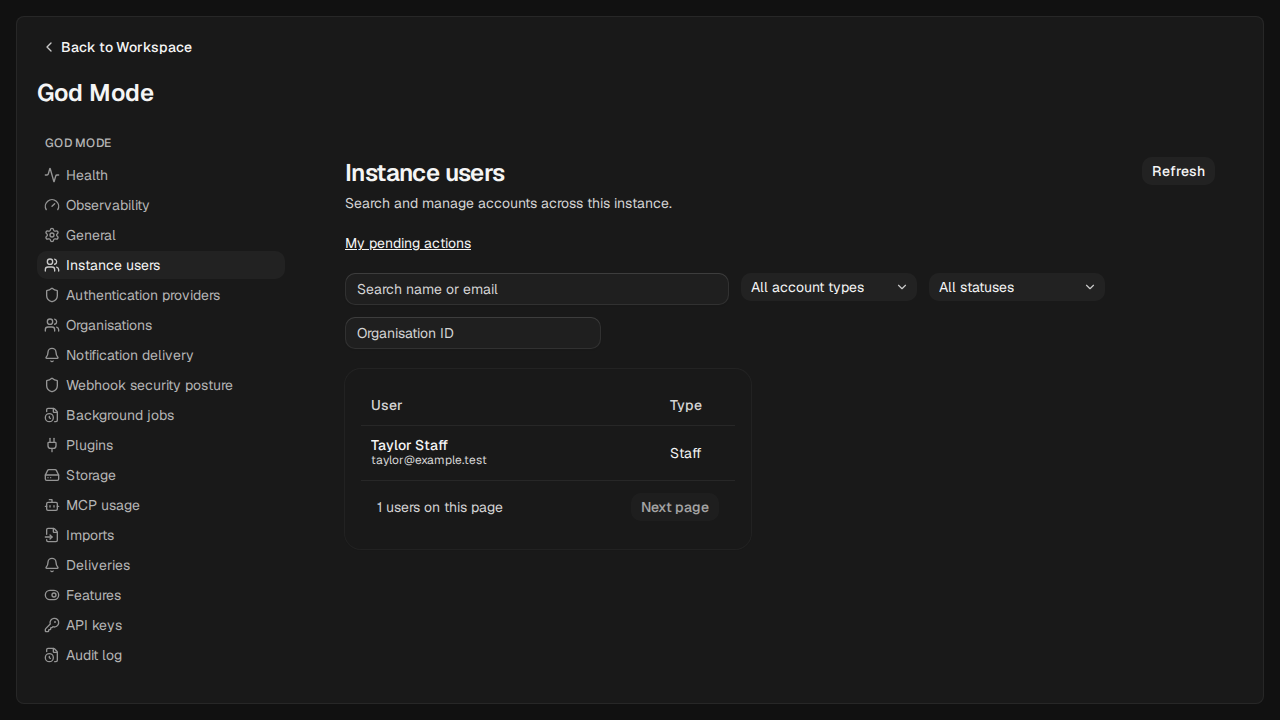 Back to Workspace
God Mode
GOD MODE
Health
Observability
General
Instance users
Authentication providers
Organisations
Notification delivery
Webhook security posture
Background jobs
Plugins
Storage
MCP usage
Imports
Deliveries
Features
API keys
Audit log
Instance users
Refresh
Search and manage accounts across this instance.
My pending actions
Search name or email
All account types
All statuses
Organisation ID
User Type
Taylor Staff
taylor@example.test
Staff
1 users on this page
Next page